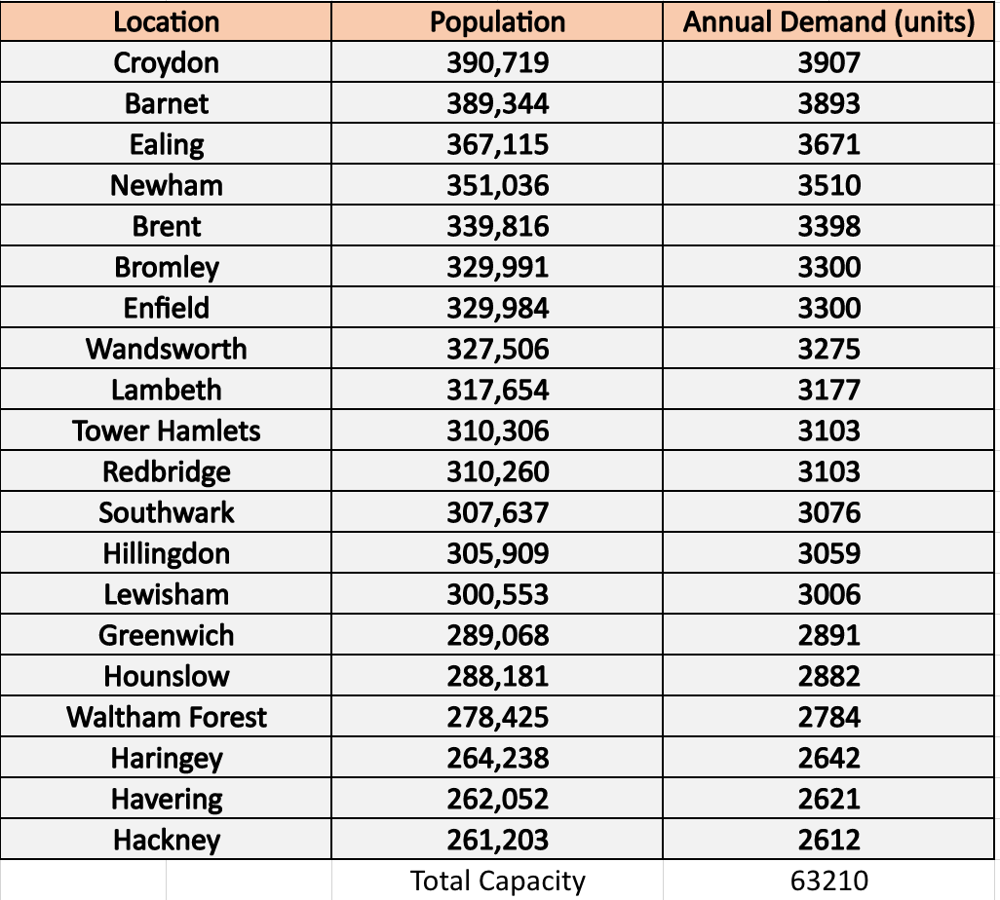 Location Population Annual Demand (units)
Croydon 390,719 3907
Barnet 389,344 3893
Ealing 367,115 3671
Newham 351,036 3510
Brent 339,816 3398
Bromley 329,991 3300
Enfield 329,984 3300
Wandsworth 327,506 3275
Lambeth 317,654 3177
Tower Hamlets 310,306 3103
Redbridge 310,260 3103
Southwark 307,637 3076
Hillingdon 305,909 3059
Lewisham 300,553 3006
Greenwich 289,068 2891
Hounslow 288,181 2882
Waltham Forest 278,425 2784
Haringey 264,238 2642
Havering 262,052 2621
Hackney 261,203 2612
Total Capacity 63210